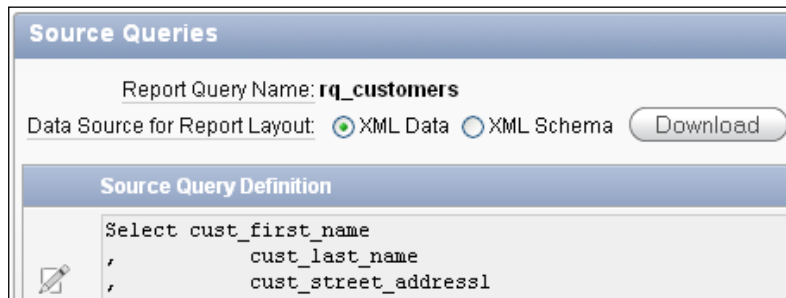 Source Queries
Report Query Name: rq_customers
Data Source for Report Layout: XML Data XML Schema Download
Source Query Definition
Select cust_first_name
, cust_last_name
, cust_street_address1